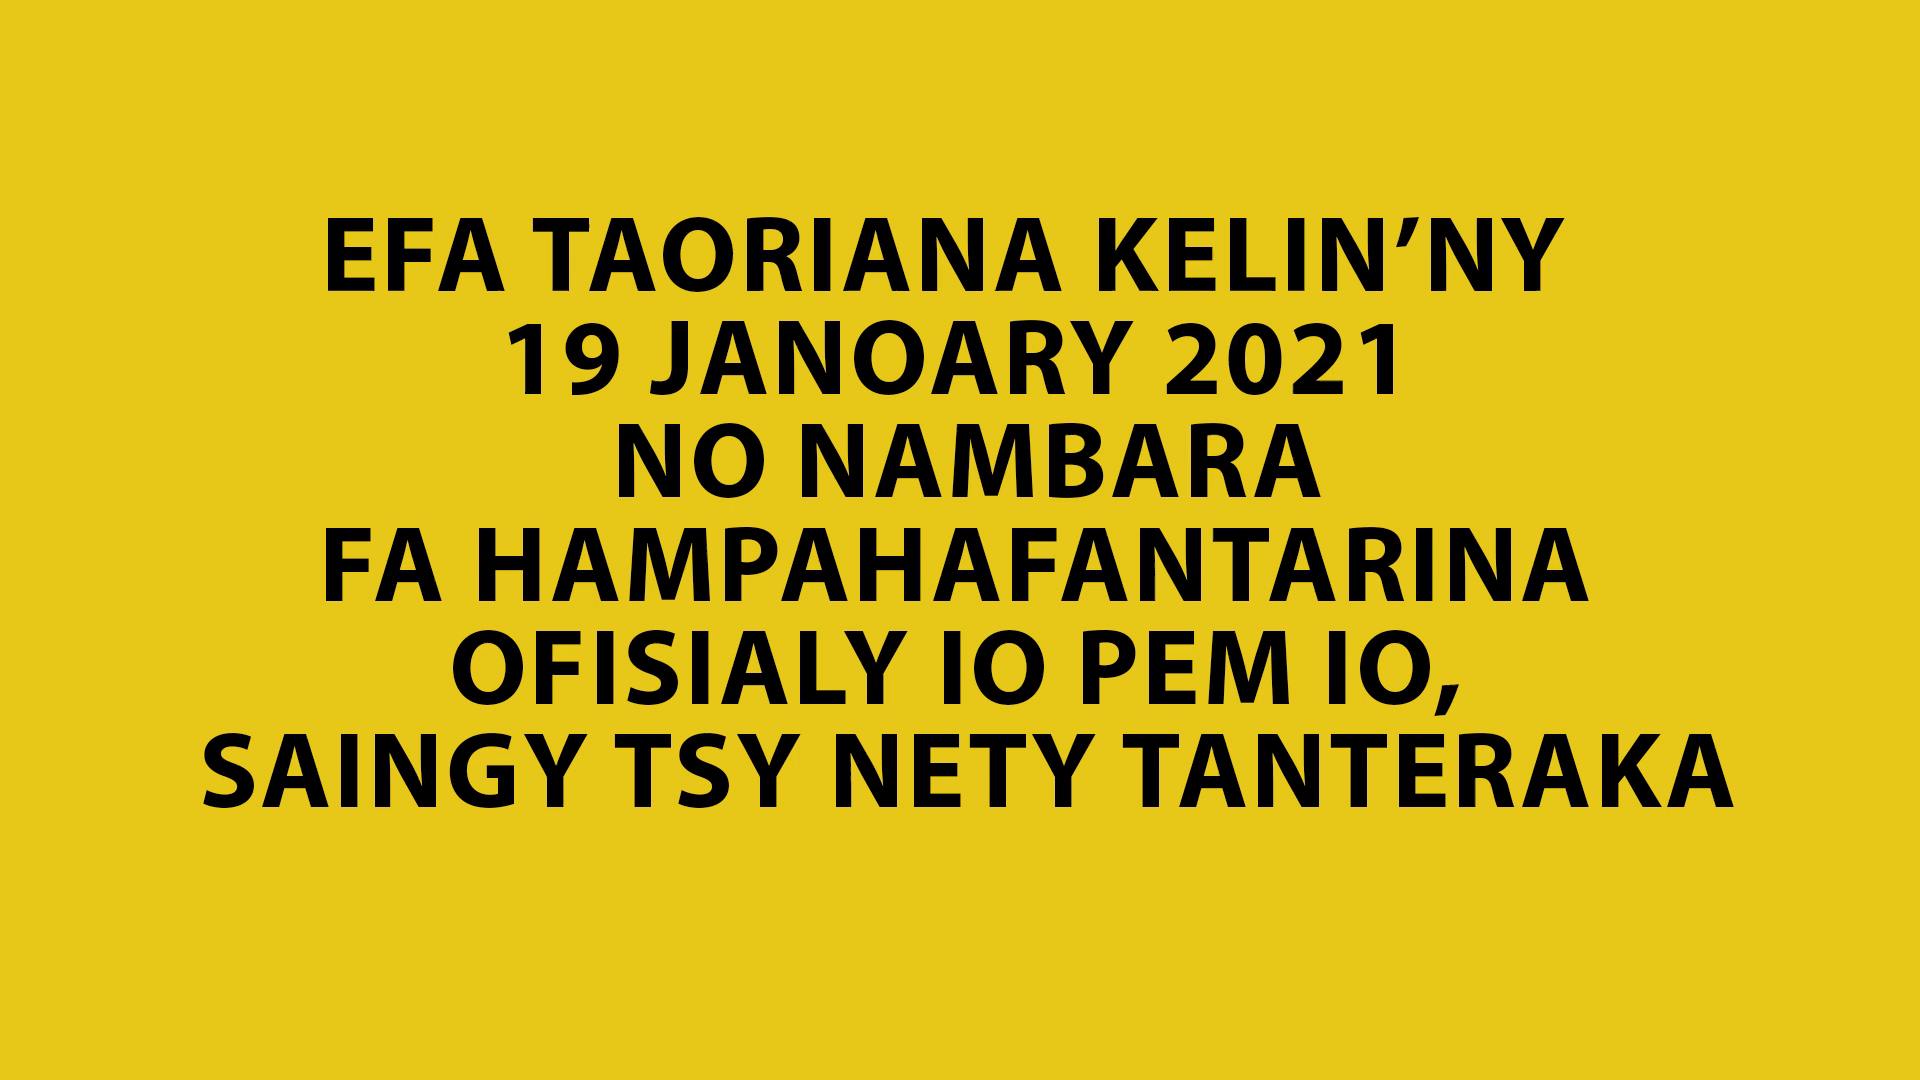 EFA TAORIANA KELIN’NY
19 JANOARY 2021
NO NAMBARA
FA HAMPAHAFANTARINA
OFISIALY IO PEM IO,
SAINGY TSY NETY TANTERAKA